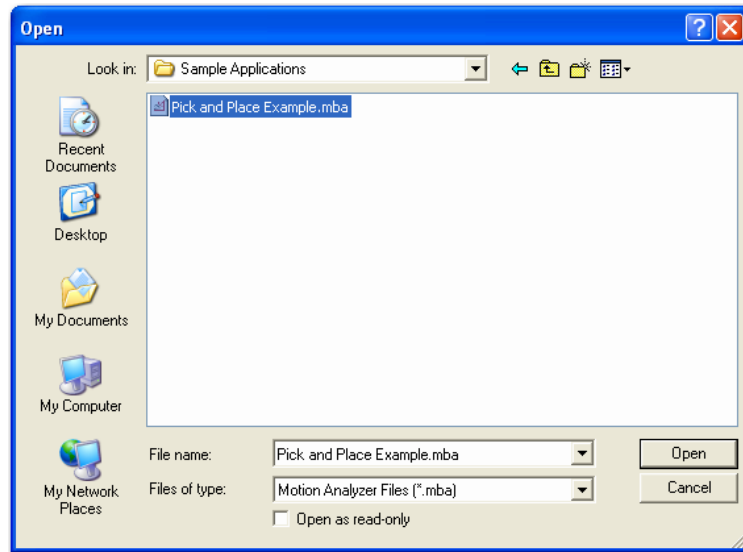 Open
Look in:
Sample Applications
Pick and Place Example.mba
Recent
Documents
Desktop
My Documents
My Computer
My Network
Places
File name:
Pick and Place Example.mba
Open
Files of type:
Motion Analyzer Files (*.mba)
Cancel
Open as read-only